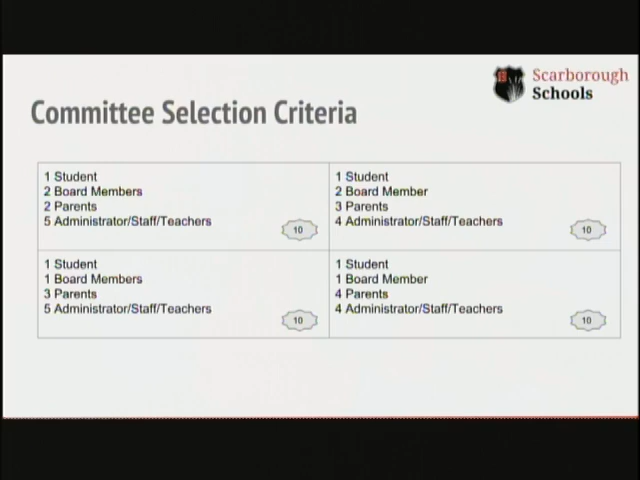 Scarborough
Schools
Committee Selection Criteria
1 Student
2 Board Members
2 Parents
5 Administrator/Staff/Teachers
10
1 Student
2 Board Member
3 Parents
4 Administrator/Staff/Teachers
10
1 Student
1 Board Members
3 Parents
5 Administrator/Staff/Teachers
10
1 Student
1 Board Member
4 Parents
4 Administrator/Staff/Teachers
10